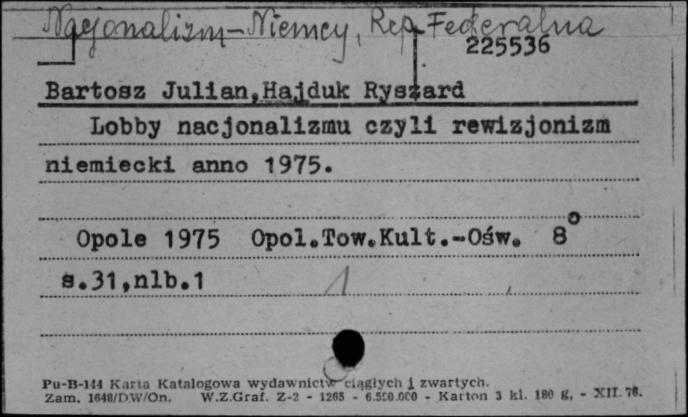 Nacjonalizm – Niemcy, Rep. Federalna
225536
Bartosz Julian,Hajduk Ryszard
Lobby nacjonalizmu czyli rewizjonizm
niemiecki anno 1975.
Opole 1975 Opol.Tow.Kult.-Ośw. 8°
s.31,nlb.1
1
Pu-B-144 Karta Katalogowa wydawnictw ciągłych i zwartych.
Zam. 1648/DW/On. W.Z.Graf. Z-2 - 1265 - 6.550.000 - Karton 3 kl. 180 g. - XII. 76.